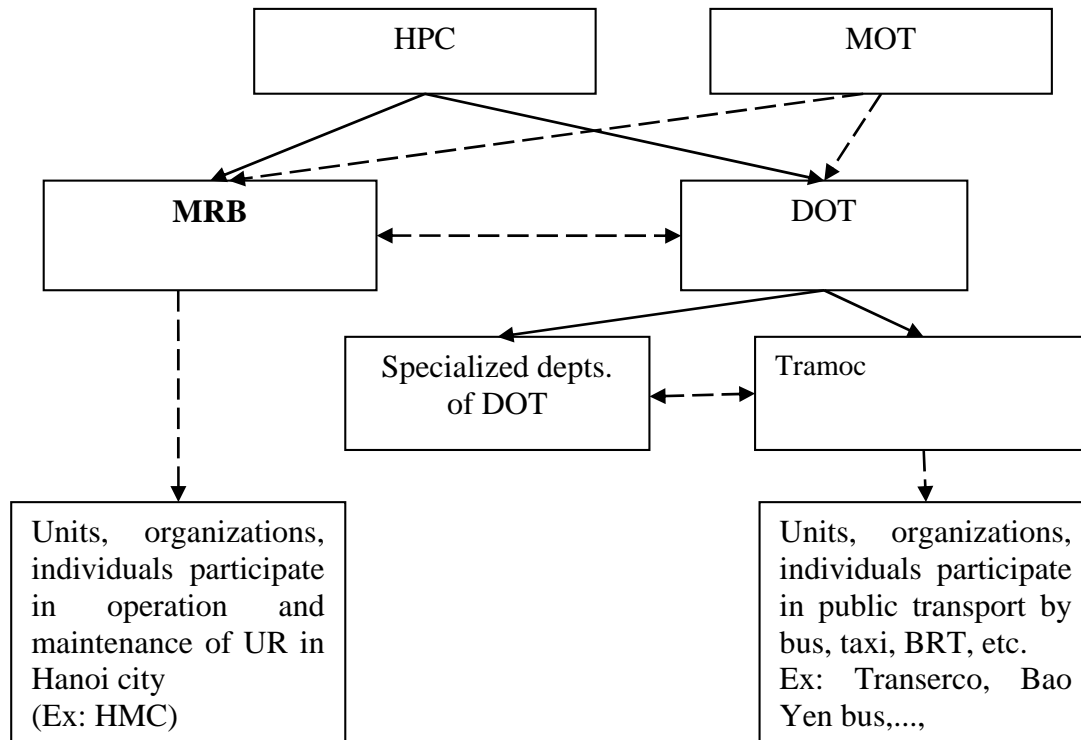 HPC
MOT
MRB
DOT
Specialized depts.
of DOT
Tramoc
Units, organizations,
individuals participate
in operation and
maintenance of UR in
Hanoi city
(Ex: HMC)
Units, organizations,
individuals participate
in public transport by
bus, taxi, BRT, etc.
Ex: Transerco, Bao
Yen bus,...,